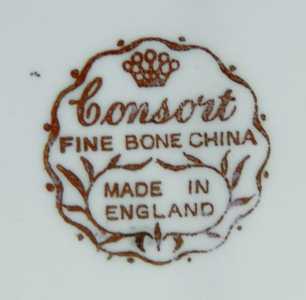 Consort
FINE BONE CHINA
MADE IN
ENGLAND